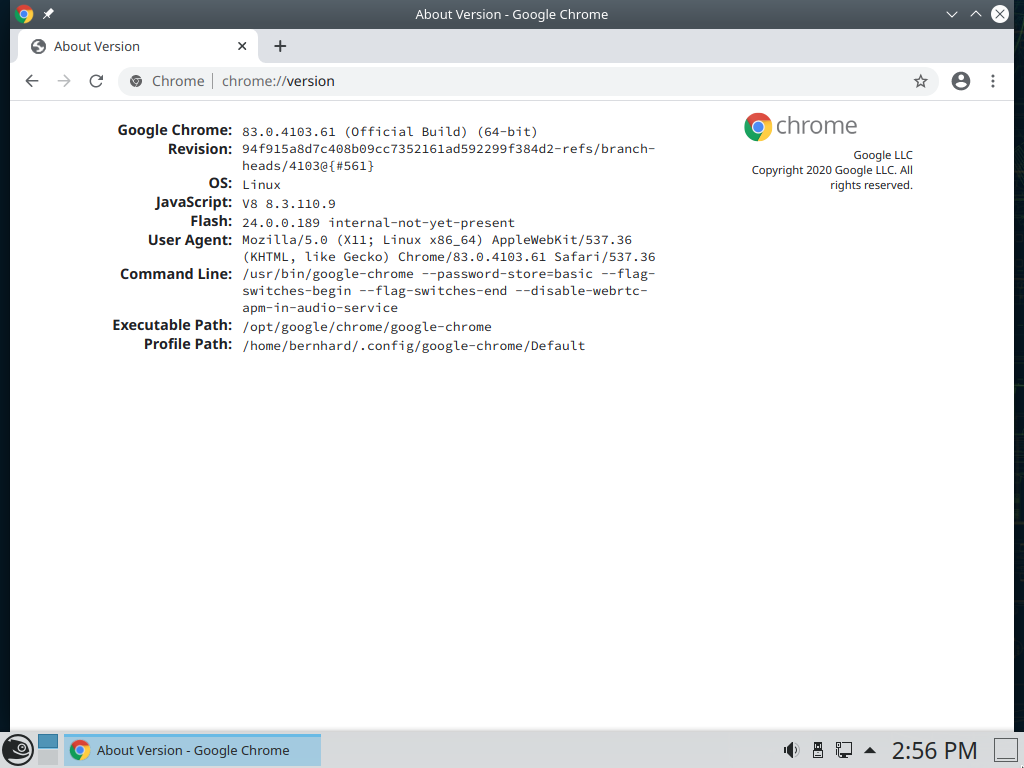 About Version - Google Chrome
About Version
Chrome | chrome://version
chrome
Google LLC
Copyright 2020 Google LLC. All
rights reserved.
Google Chrome: 83.0.4103.61 (Official Build) (64-bit)
Revision: 94f915a8d7c408b09cc7352161ad592299f384d2-refs/branch-
heads/4103@{#561}
OS: Linux
JavaScript: V8 8.3.110.9
Flash: 24.0.0.189 internal-not-yet-present
User Agent: Mozilla/5.0 (X11; Linux x86_64) AppleWebKit/537.36
(KHTML, like Gecko) Chrome/83.0.4103.61 Safari/537.36
Command Line: /usr/bin/google-chrome --password-store=basic --flag-
switches-begin --flag-switches-end --disable-webrtc-
apm-in-audio-service
Executable Path: /opt/google/chrome/google-chrome
Profile Path: /home/bernhard/.config/google-chrome/Default
About Version - Google Chrome
2:56 PM